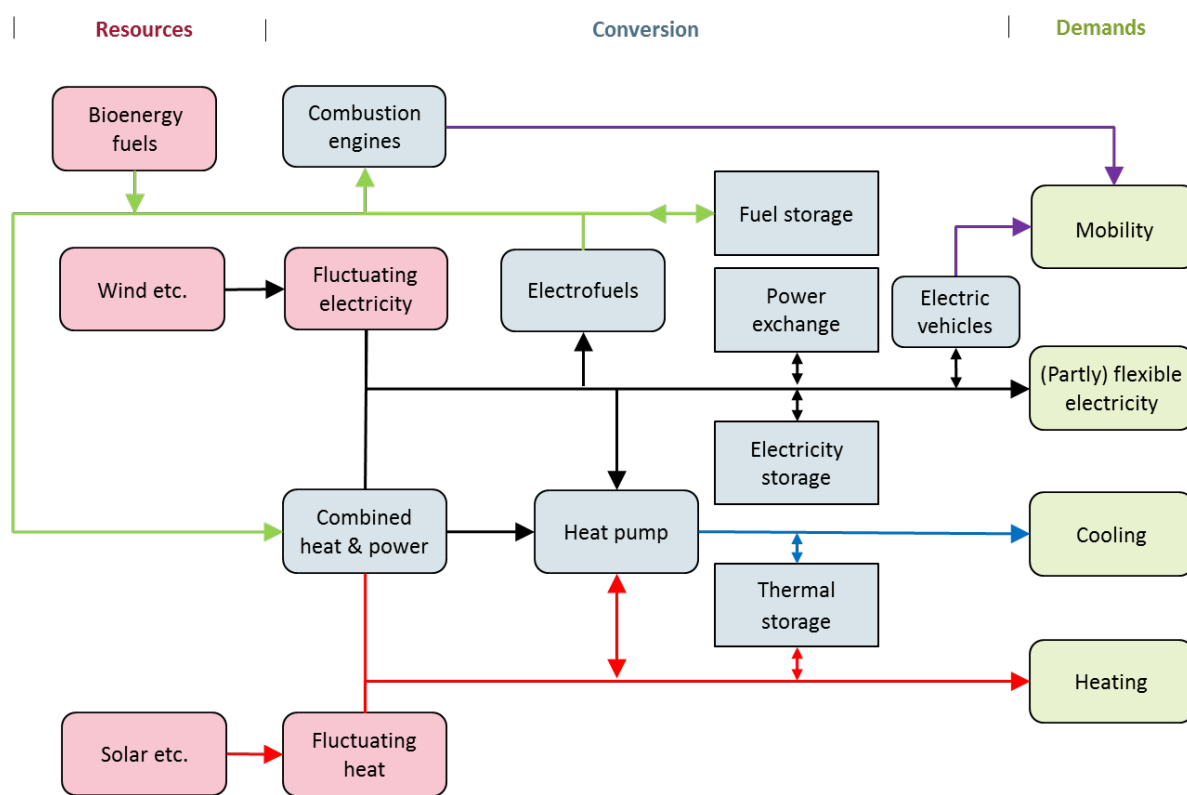 Resources
Conversion
Demands
Bioenergy
fuels
Combustion
engines
Fuel storage
Mobility
Wind etc.
Fluctuating
electricity
Electrofuels
Power
exchange
Electric
vehicles
(Partly) flexible
electricity
Electricity
storage
Combined
heat & power
Heat pump
Cooling
Thermal
storage
Heating
Solar etc.
Fluctuating
heat